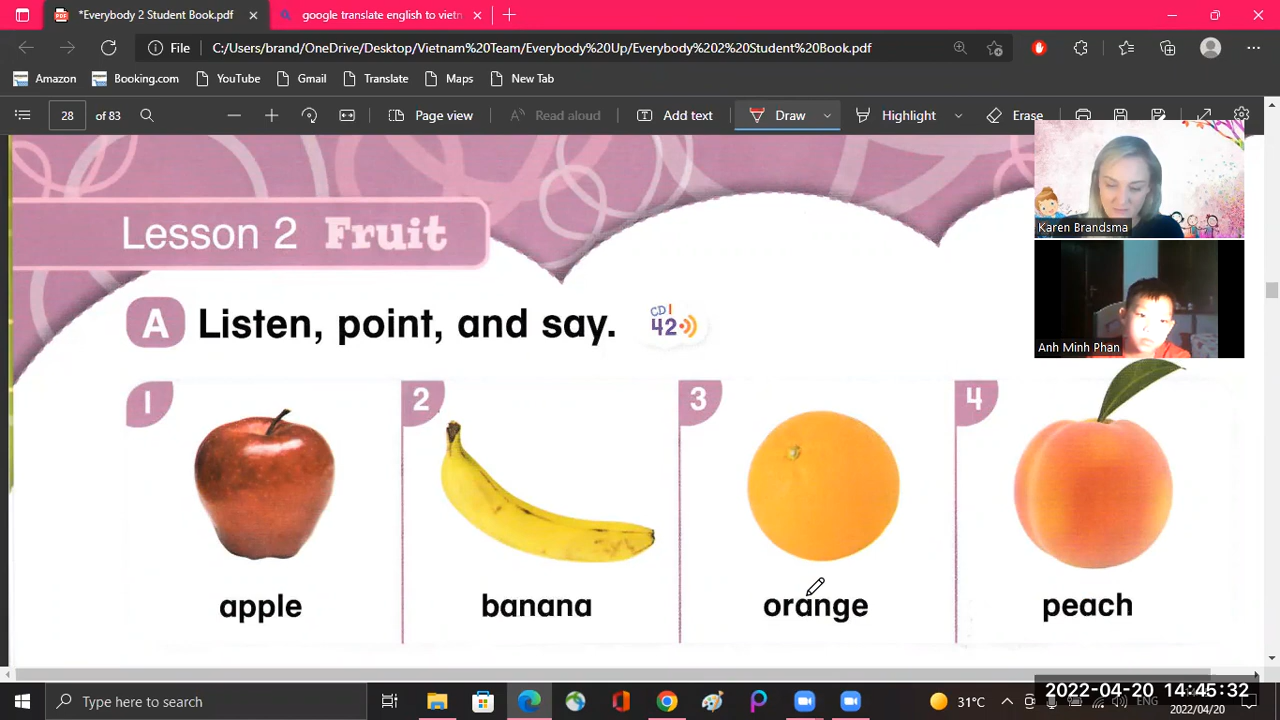 *Everybody 2 Student Book.pdf
google translate english to vietn
File
C:/Users/brand/OneDrive/Desktop/Vietnam%20Team/Everybody%20Up/Everybody%202%20Student%20Book.pdf
Amazon
Booking.com
YouTube
Gmail
Translate
Maps
New Tab
28 of 83
Page view
Read aloud
Add text
Draw
Highlight
Erase
Karen Brandsma
Anh Minh Phan
Lesson 2 Fruit
A Listen, point, and say.
CD1
42
1
2
3
4
apple
banana
orange
peach
Type here to search
31°C
ENG
2022-04-20 14:45:32
2022/04/20